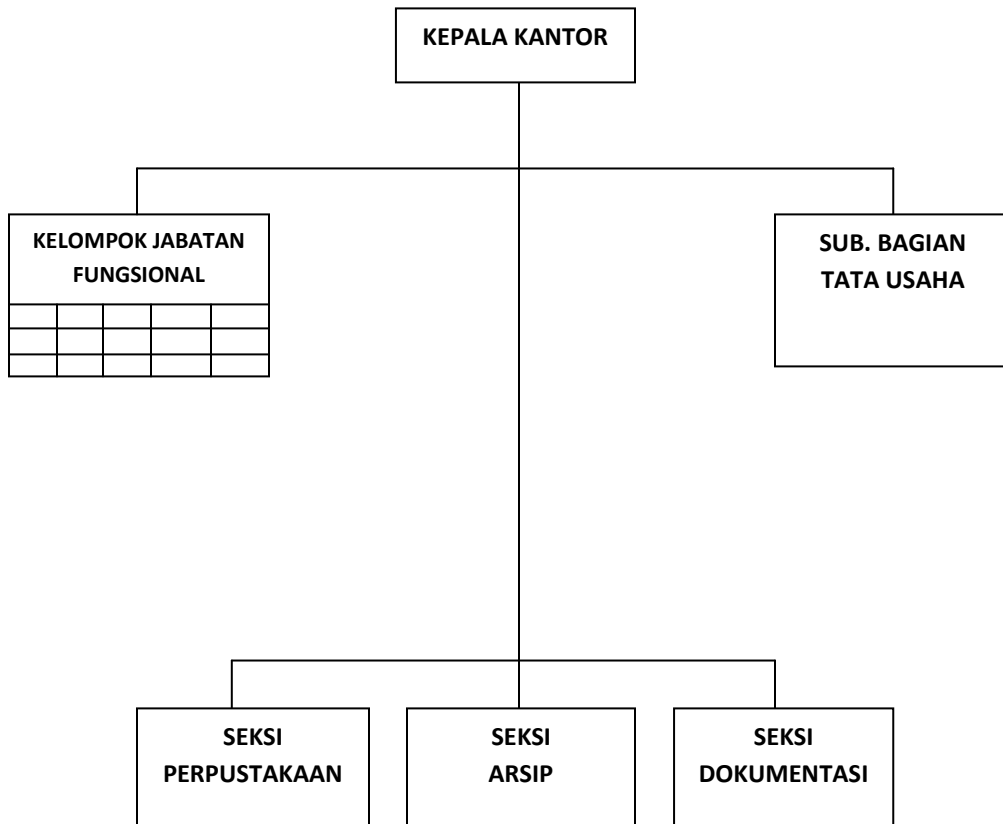 KEPALA KANTOR
KELOMPOK JABATAN
FUNGSIONAL
SUB. BAGIAN
TATA USAHA
SEKSI
PERPUSTAKAAN
SEKSI
ARSIP
SEKSI
DOKUMENTASI